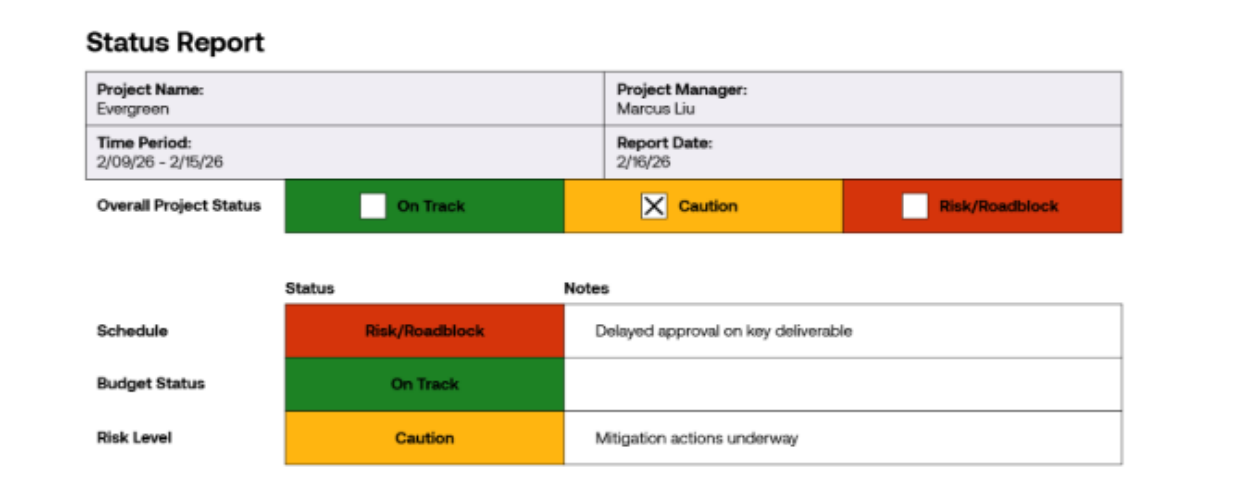 Status Report
Project Name:
Evergreen
Project Manager:
Marcus Liu
Time Period:
2/09/26 - 2/15/26
Report Date:
2/16/26
Overall Project Status
On Track
Caution
Risk/Roadblock
Status
Notes
Schedule
Risk/Roadblock
Delayed approval on key deliverable
Budget Status
On Track
Risk Level
Caution
Mitigation actions underway